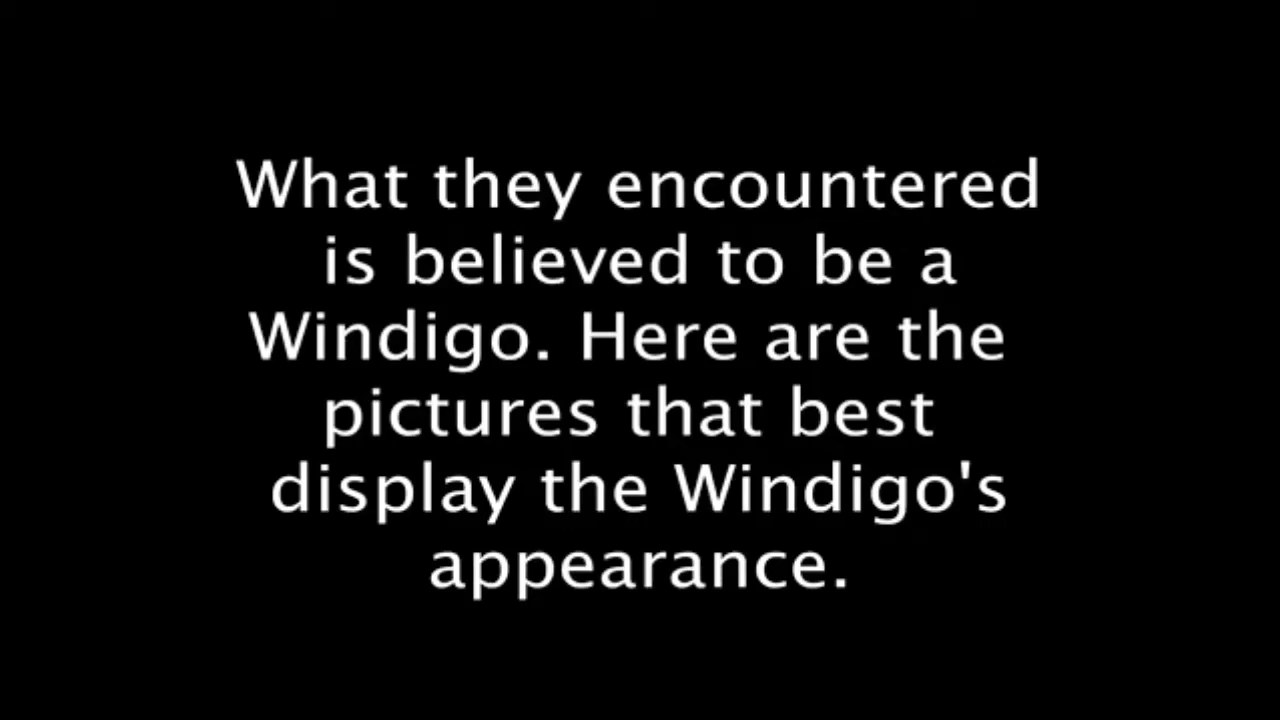 What they encountered
is believed to be a
Windigo. Here are the
pictures that best
display the Windigo's
appearance.